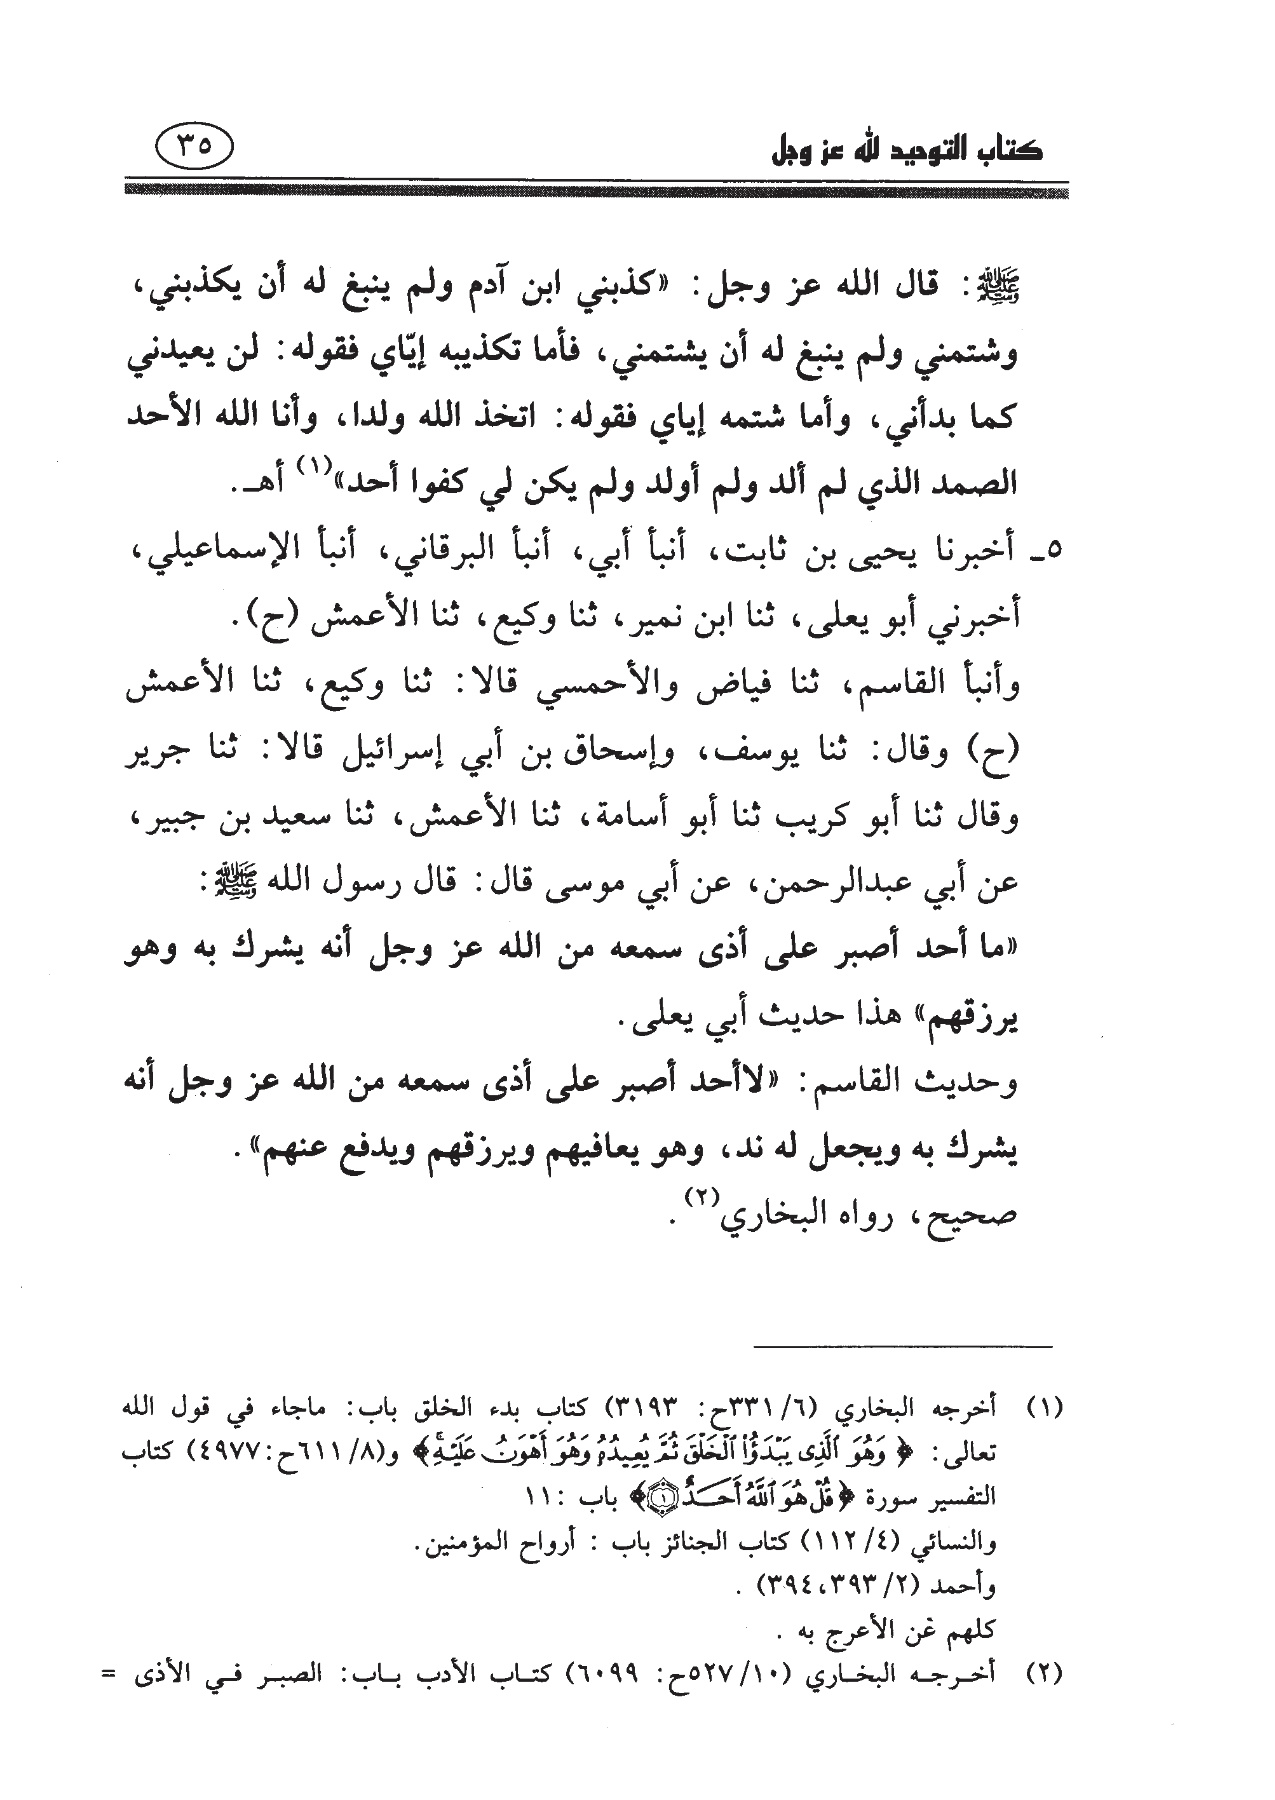 كتاب التوحيد لله عز وجل
٣٥
ﷺ: قال الله عز وجل: «كذبني ابن آدم ولم ينبغ له أن يكذبني،
وشتمني ولم ينبغ له أن يشتمني، فأما تكذيبه إيّاي فقوله: لن يعيدني
كما بدأني، وأما شتمه إياي فقوله: اتخذ الله ولدا، وأنا الله الأحد
الصمد الذي لم ألد ولم أولد ولم يكن لي كفوا أحد»(١) أهـ.
٥ـ أخبرنا يحيى بن ثابت، أنبأ أبي، أنبأ البرقاني، أنبأ الإسماعيلي،
أخبرني أبو يعلى، ثنا ابن نمير، ثنا وكيع، ثنا الأعمش (ح).
وأنبأ القاسم، ثنا فياض والأحمسي قالا: ثنا وكيع، ثنا الأعمش
(ح) وقال: ثنا يوسف، وإسحاق بن أبي إسرائيل قالا: ثنا جرير
وقال ثنا أبو كريب ثنا أبو أسامة، ثنا الأعمش، ثنا سعيد بن جبير،
عن أبي عبدالرحمن، عن أبي موسى قال: قال رسول الله ﷺ:
«ما أحد أصبر على أذى سمعه من الله عز وجل أنه يشرك به وهو
يرزقهم» هذا حديث أبي يعلى.
وحديث القاسم: «لاأحد أصبر على أذى سمعه من الله عز وجل أنه
يشرك به ويجعل له ند، وهو يعافيهم ويرزقهم ويدفع عنهم».
صحيح، رواه البخاري(٢).
(١) أخرجه البخاري (٦/ ٣٣١ح: ٣١٩٣) كتاب بدء الخلق باب: ماجاء في قول الله
تعالى: ﴿وَهُوَ ٱلَّذِى يَبْدَؤُا۟ ٱلْخَلْقَ ثُمَّ يُعِيدُهُۥ وَهُوَ أَهْوَنُ عَلَيْهِ ۚ﴾ و(٨/ ٦١١ح:٤٩٧٧) كتاب
التفسير سورة ﴿قُلْ هُوَ ٱللَّهُ أَحَدٌ ١﴾ باب :١١
والنسائي (٤/ ١١٢) كتاب الجنائز باب : أرواح المؤمنين.
وأحمد (٢/ ٣٩٣،٣٩٤) .
كلهم عن الأعرج به .
(٢) أخرجه البخاري (١٠/ ٥٢٧ح: ٦٠٩٩) كتاب الأدب باب: الصبر في الأذى =